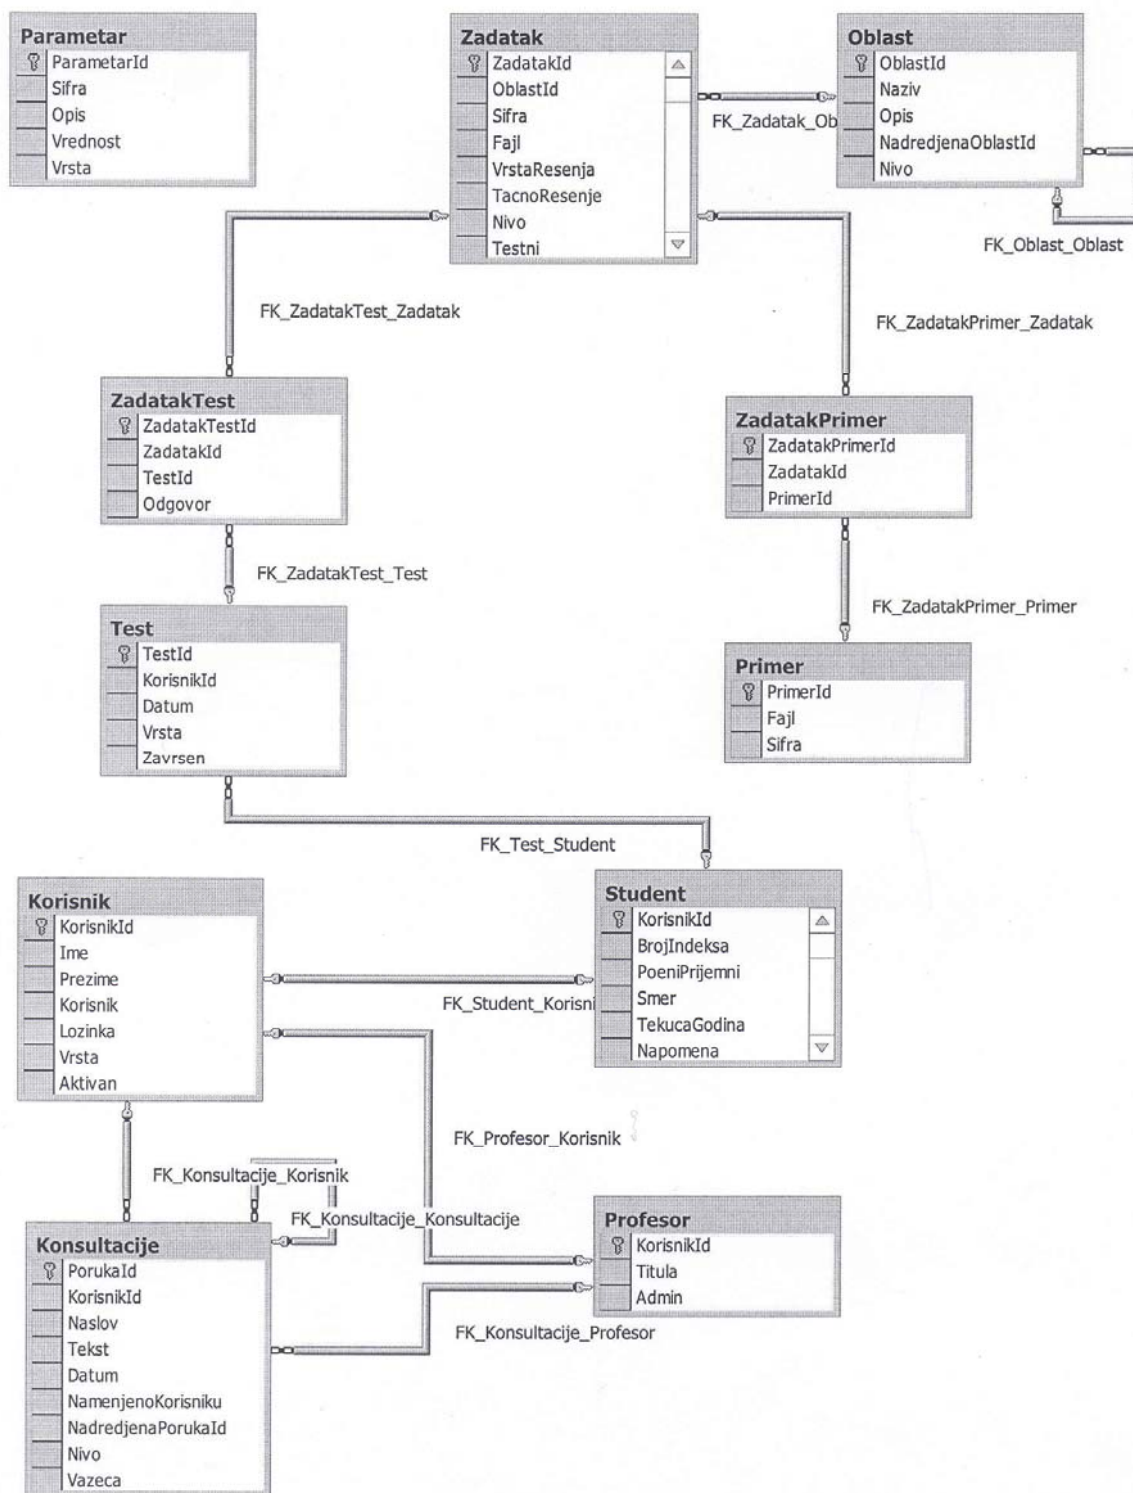 Parametar
ParametarId
Sifra
Opis
Vrednost
Vrsta
Zadatak
ZadatakId
OblastId
Sifra
Fajl
VrstaResenja
TacnoResenje
Nivo
Testni
Oblast
OblastId
Naziv
Opis
NadredjenaOblastId
Nivo
FK_Zadatak_Ob
FK_Oblast_Oblast
FK_ZadatakTest_Zadatak
FK_ZadatakPrimer_Zadatak
ZadatakTest
ZadatakTestId
ZadatakId
TestId
Odgovor
ZadatakPrimer
ZadatakPrimerId
ZadatakId
PrimerId
FK_ZadatakTest_Test
FK_ZadatakPrimer_Primer
Test
TestId
KorisnikId
Datum
Vrsta
Zavrsen
Primer
PrimerId
Fajl
Sifra
FK_Test_Student
Korisnik
KorisnikId
Ime
Prezime
Korisnik
Lozinka
Vrsta
Aktivan
Student
KorisnikId
BrojIndeksa
PoeniPrijemni
Smer
TekucaGodina
Napomena
FK_Student_Korisni
FK_Profesor_Korisnik
FK_Konsultacije_Korisnik
FK_Konsultacije_Konsultacije
Konsultacije
PorukaId
KorisnikId
Naslov
Tekst
Datum
NamenjenoKorisniku
NadredjenaPorukaId
Nivo
Vazeca
Profesor
KorisnikId
Titula
Admin
FK_Konsultacije_Profesor